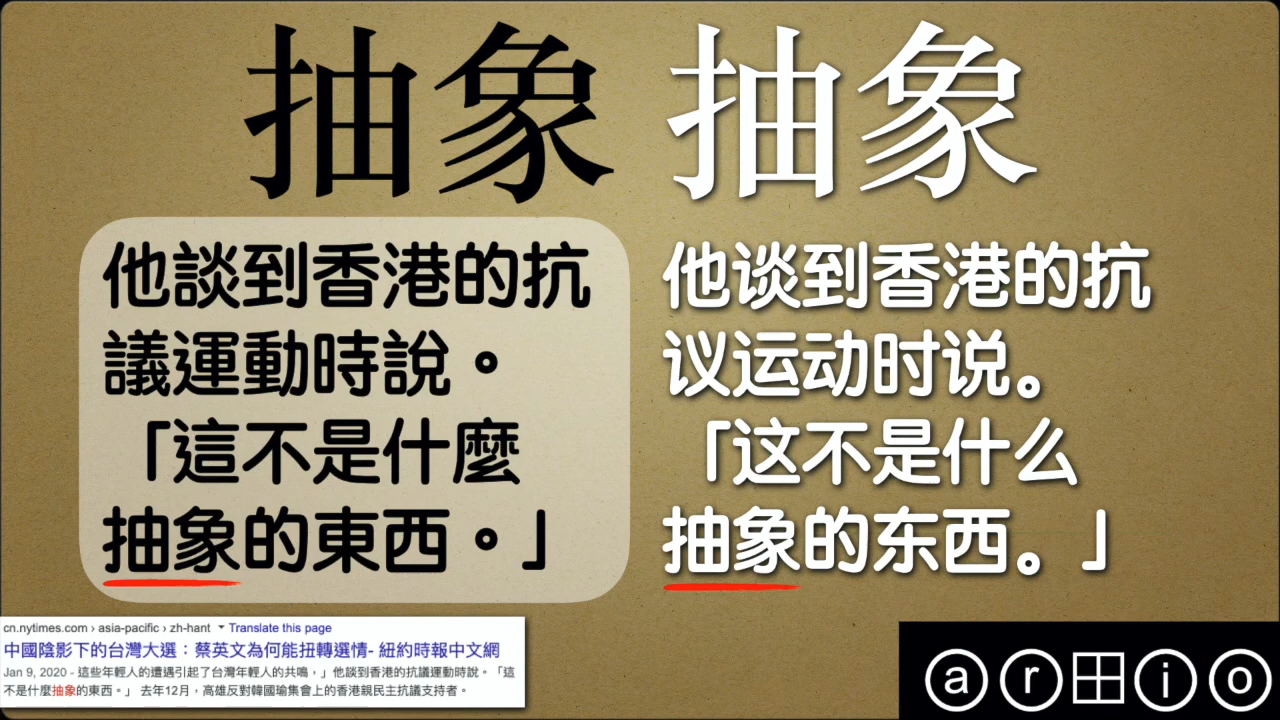 抽象 抽象
他談到香港的抗
議運動時說。
「這不是什麼
抽象的東西。」
他谈到香港的抗
议运动时说。
「这不是什么
抽象的东西。」
cn.nytimes.com › asia-pacific › zh-hant ▾ Translate this page
中國陰影下的台灣大選：蔡英文為何能扭轉選情- 紐約時報中文網
Jan 9, 2020 - 這些年輕人的遭遇引起了台灣年輕人的共鳴，」他談到香港的抗議運動時說。「這
不是什麼抽象的東西。」 去年12月，高雄反對韓國瑜集會上的香港親民主抗議支持者。
ar田io